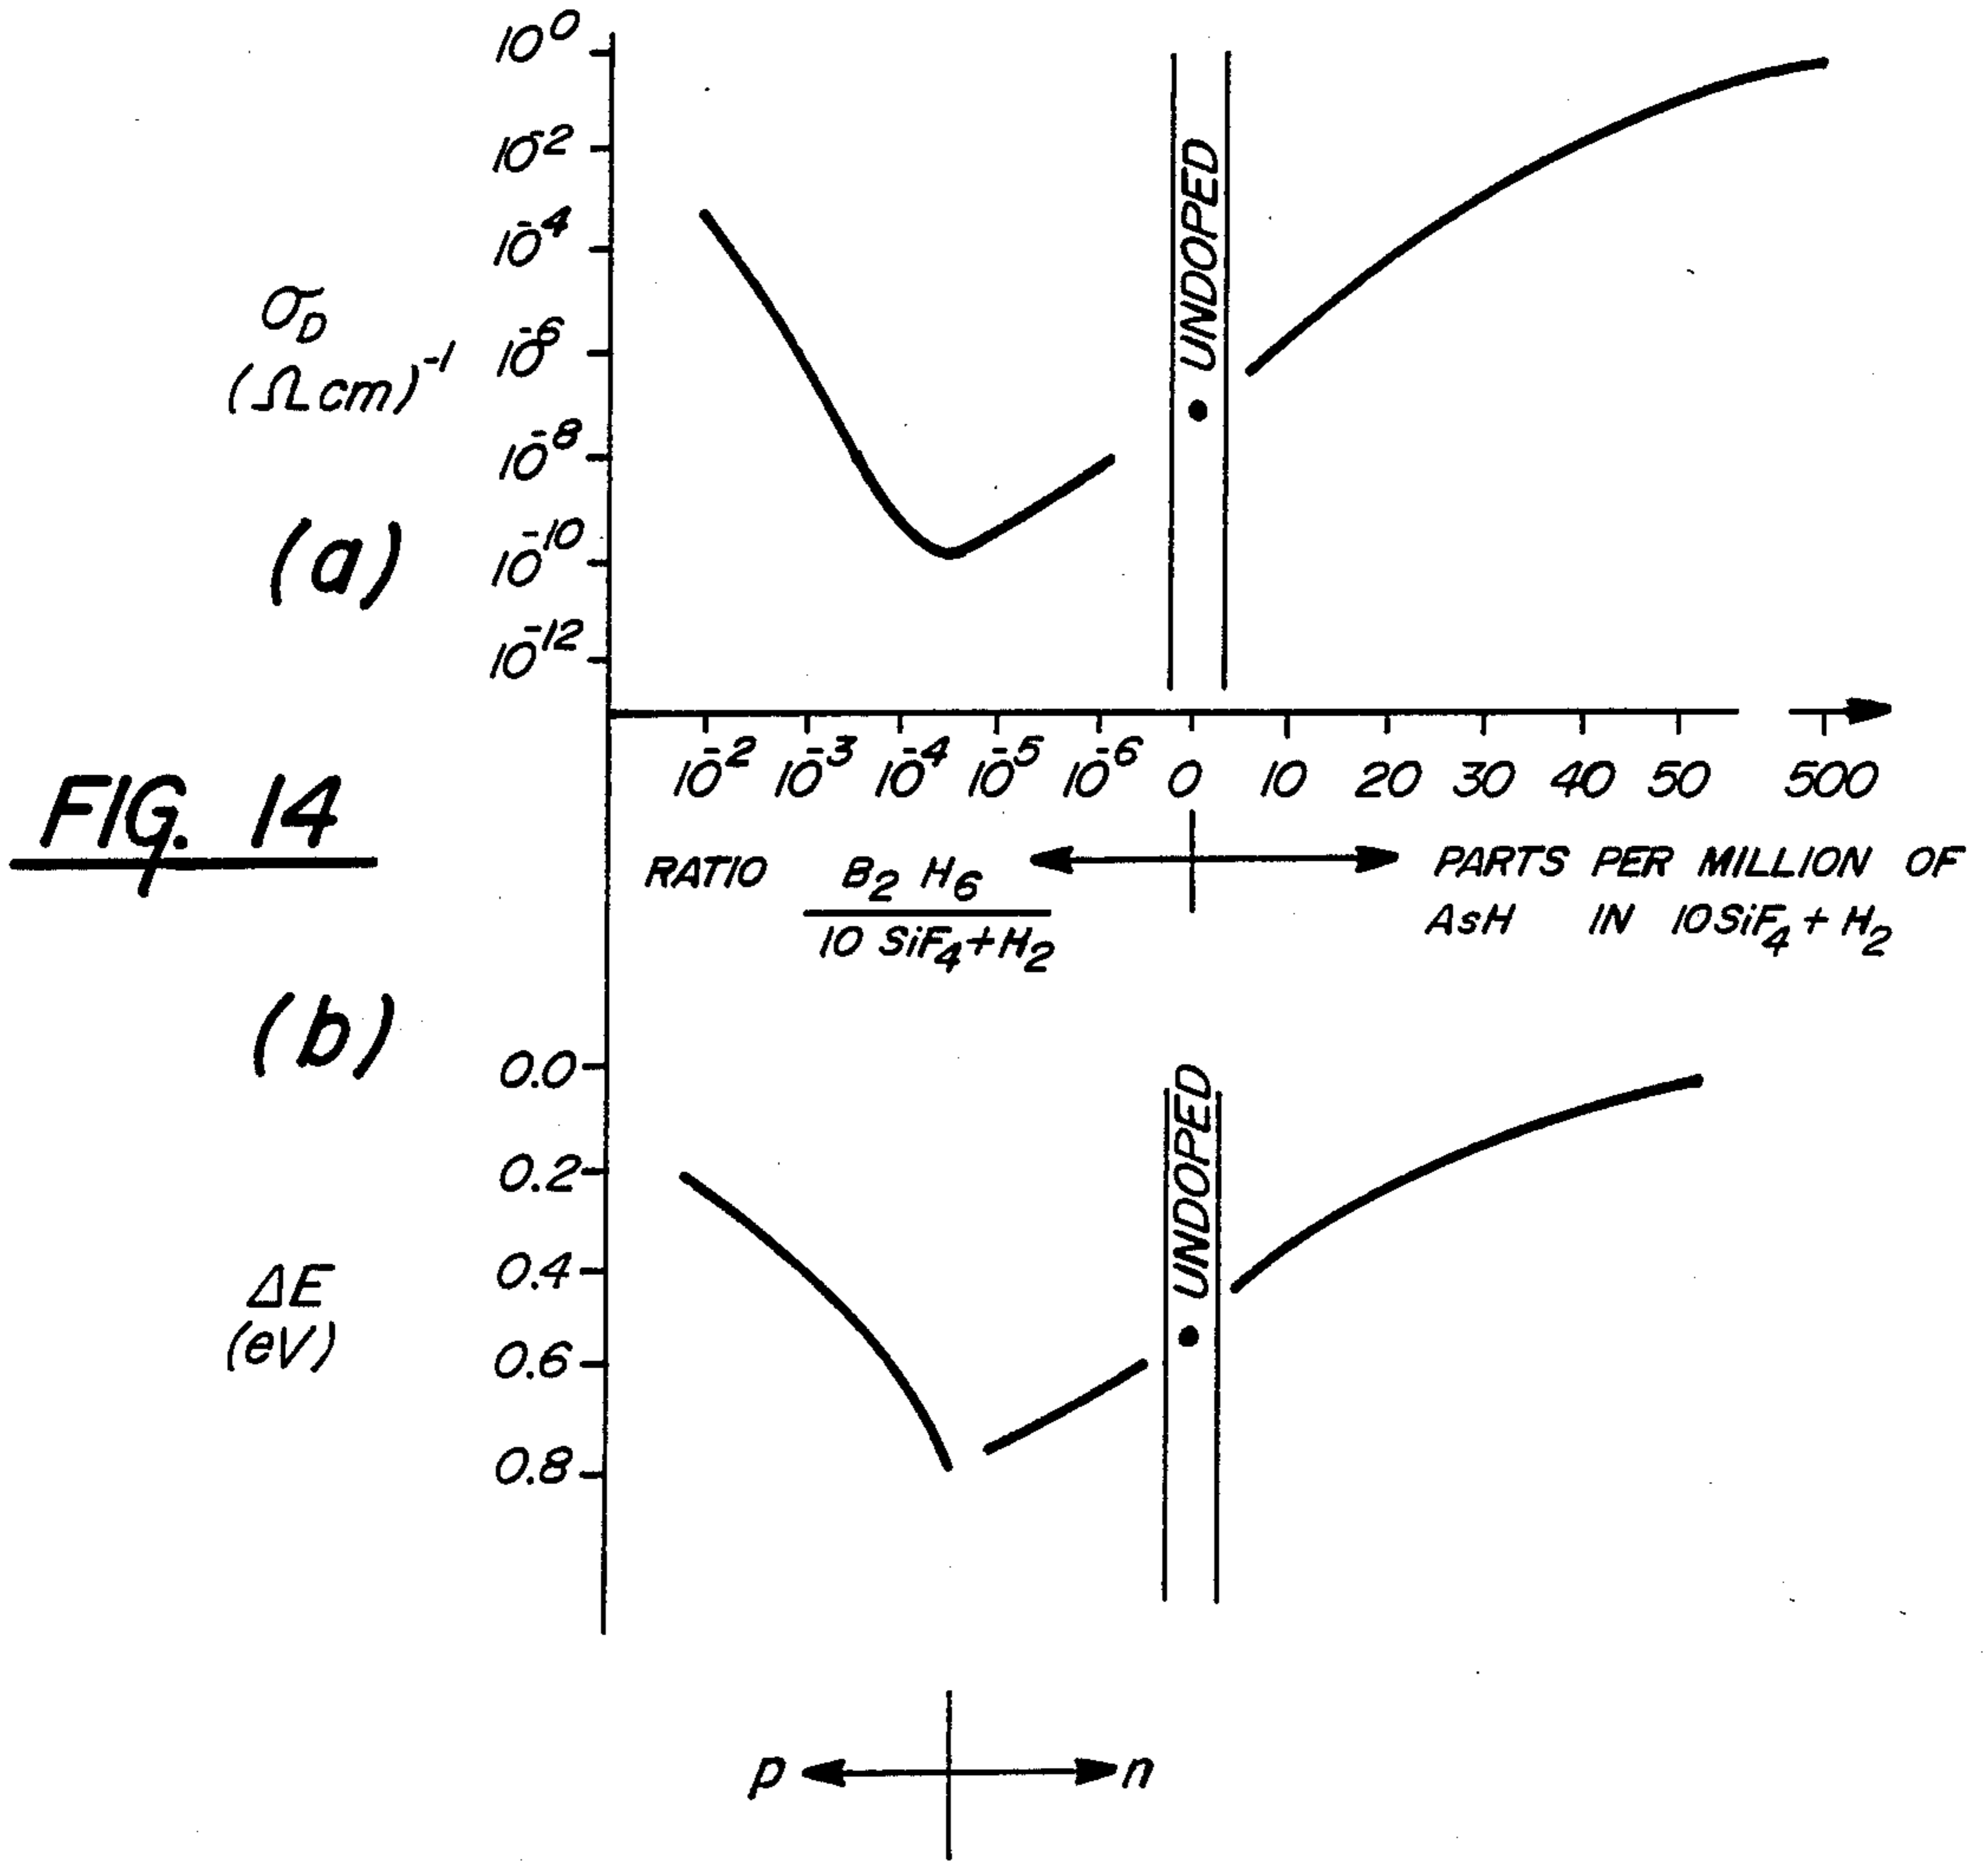 10⁰
10⁻²
10⁻⁴
10⁻⁶
10⁻⁸
10⁻¹⁰
10⁻¹²
σ_D
(Ω cm)⁻¹
(a)
UNDOPED
10⁻² 10⁻³ 10⁻⁴ 10⁻⁵ 10⁻⁶ 0 10 20 30 40 50 500
FIG. 14
RATIO B₂ H₆
10 SiF₄+H₂
PARTS PER MILLION OF
AsH IN 10SiF₄+H₂
(b)
0.0
0.2
0.4
0.6
0.8
ΔE
(eV)
UNDOPED
p n